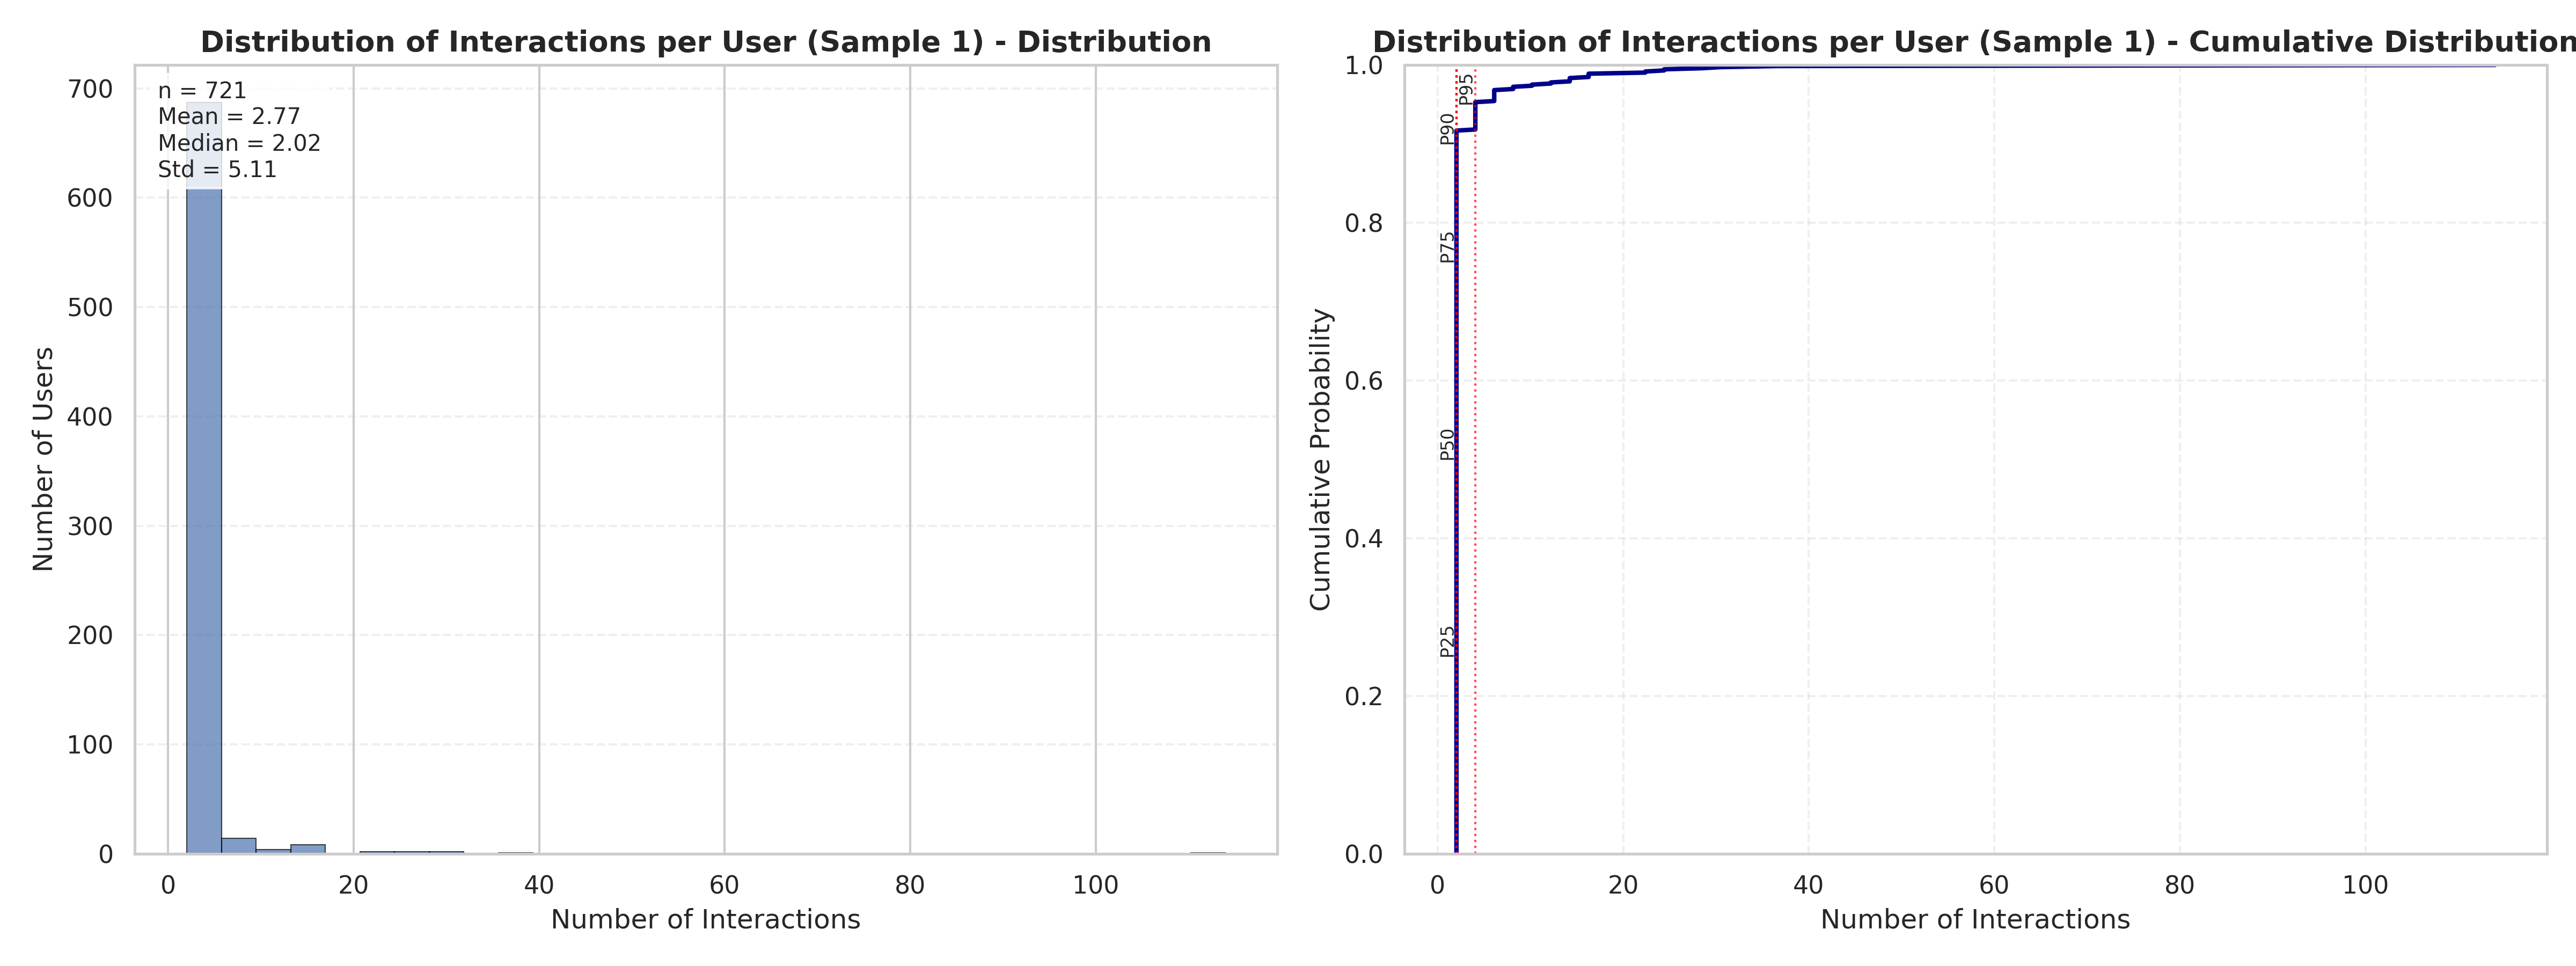 Distribution of Interactions per User (Sample 1) - Distribution
n = 721
Mean = 2.77
Median = 2.02
Std = 5.11
700
600
500
400
300
200
100
0
Number of Users
0 20 40 60 80 100
Number of Interactions
Distribution of Interactions per User (Sample 1) - Cumulative Distribution
1.0
0.8
0.6
0.4
0.2
0.0
Cumulative Probability
P95
P90
P75
P50
P25
0 20 40 60 80 100
Number of Interactions